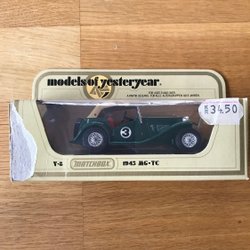 models of yesteryear
34.50
3
Y-8
MATCHBOX
1945 MG·TC